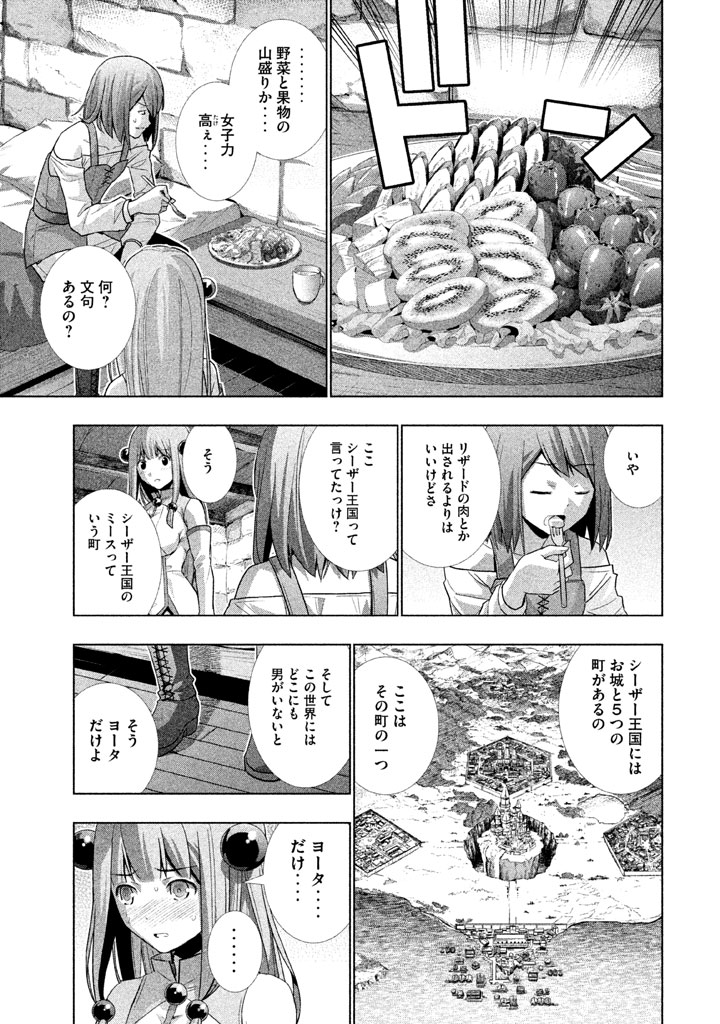 ドーン
・・・・・・・
野菜と果物の
山盛りか・・・・
女子力
高ぇ・・・・
何？
文句
あるの？
いや
リザードの肉とか
出されるよりは
いいけどさ
ここ
シーザー王国って
言ってたっけ？
そう
シーザー王国の
ミースって
いう町
シーザー王国には
お城と５つの
町があるの
ここは
その町の一つ
そして
この世界には
どこにも
男がいないと
そう
ヨータ
だけよ
ヨータ・・・・
だけ・・・・
・・・・・